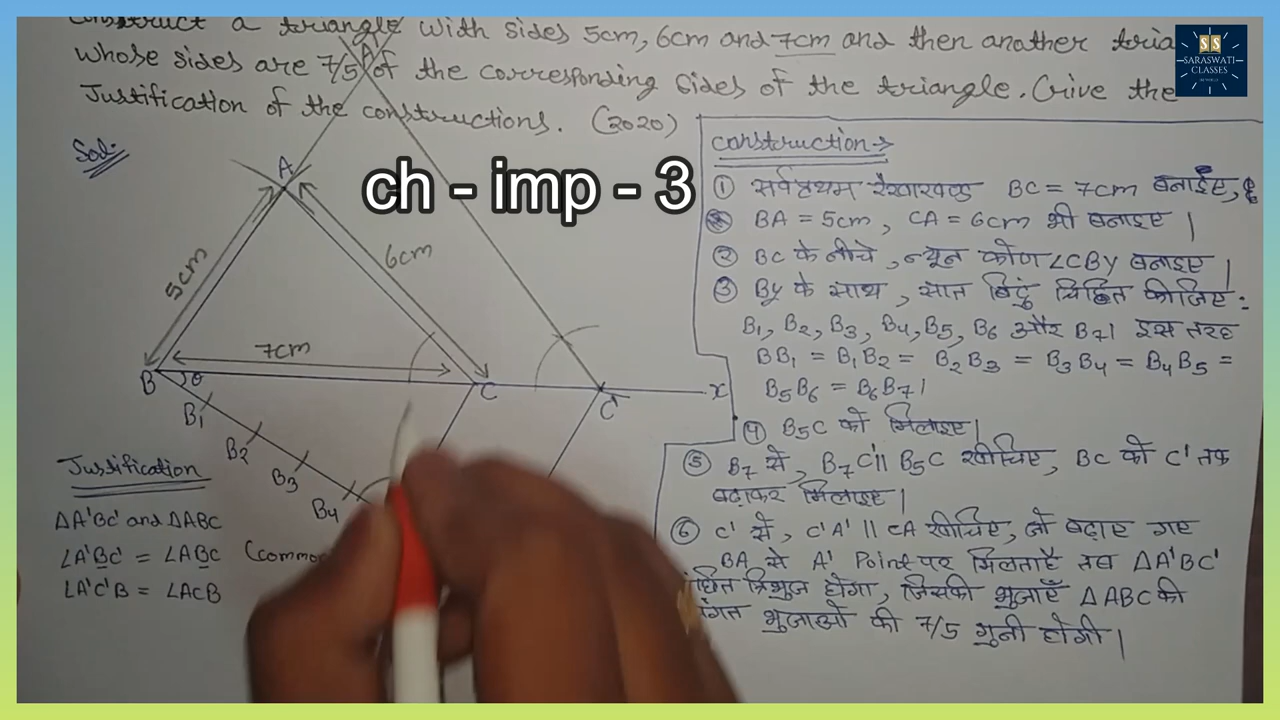 Construct a triangle with sides 5cm, 6cm and 7cm and then another tria
whose sides are 7/5 of the corresponding sides of the triangle. Give the
Justification of the constructions. (2020)
SS
SARASWATI
CLASSES
Sol:
ch - imp - 3
A'
A
5cm
6cm
7cm
B
θ
C
C'
x
B1
B2
B3
B4
Justification
ΔA'BC' and ΔABC
∠A'BC' = ∠ABC (commo
∠A'C'B = ∠ACB
construction→
① सर्वप्रथम रेखाखण्ड BC = 7cm बनाईए,
BA = 5cm, CA = 6cm भी बनाइए |
② BC के नीचे, न्यून कोण ∠CBY बनाइए |
③ By के साथ, सात बिंदु चिह्नित कीजिए:
B1, B2, B3, B4, B5, B6 और B7| इस तरह
BB1 = B1B2 = B2B3 = B3B4 = B4B5 =
B5B6 = B6B7|
④ B5C को मिलाइए|
⑤ B7 से, B7C'|| B5C खींचिए, BC को C' तक
बढ़ाकर मिलाइए |
⑥ C' से, C'A' || CA खींचिए, जो बढ़ाए गए
BA से A' Point पर मिलता है तब ΔA'BC'
त्रिभुज होगा, जिसकी भुजाएँ ΔABC की
भुजाओं की 7/5 गुनी होगी |